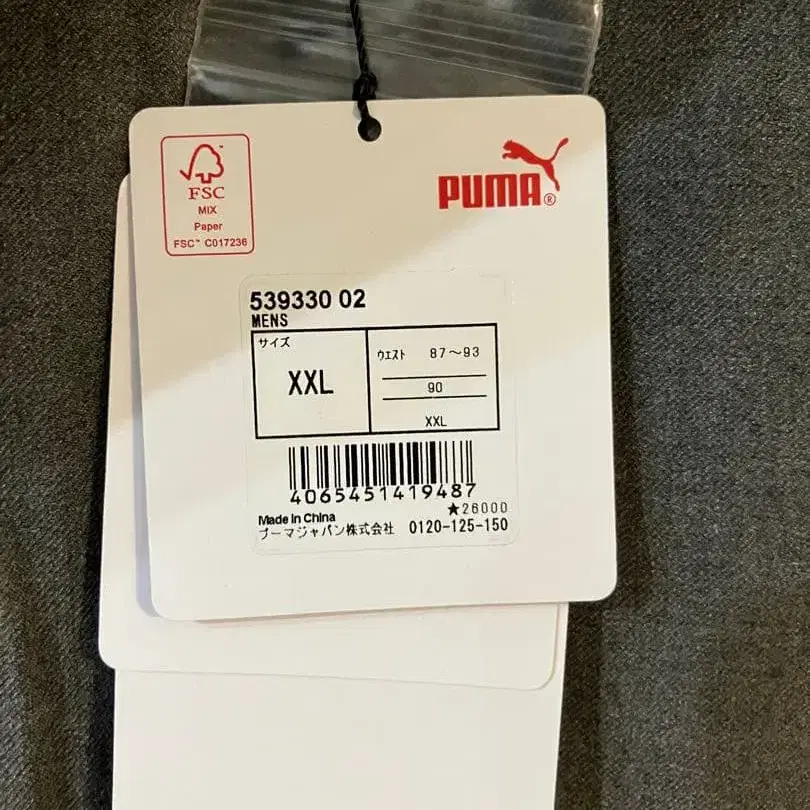 FSC
MIX
Paper
FSC™ C017236
PUMA®
539330 02
MENS
サイズ
XXL
ウエスト 87～93
90
XXL
4065451419487
★26000
Made in China
プーマジャパン株式会社 0120-125-150